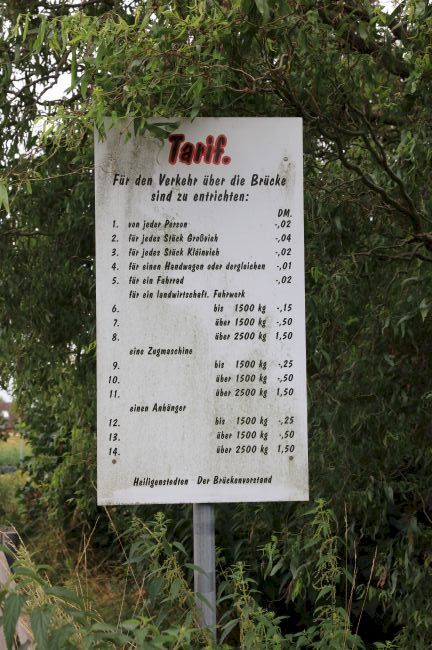 Tarif.
Für den Verkehr über die Brücke
sind zu entrichten:
DM.
1. von jeder Person -,02
2. für jedes Stück Großvieh -,04
3. für jedes Stück Kleinvieh -,02
4. für einen Handwagen oder dergleichen -,01
5. für ein Fahrrad -,02
für ein landwirtschaft. Fuhrwerk
6. bis 1500 kg -,15
7. über 1500 kg -,50
8. über 2500 kg 1,50
eine Zugmaschine
9. bis 1500 kg -,25
10. über 1500 kg -,50
11. über 2500 kg 1,50
einen Anhänger
12. bis 1500 kg -,25
13. über 1500 kg -,50
14. über 2500 kg 1,50
Heiligenstedten Der Brückenvorstand